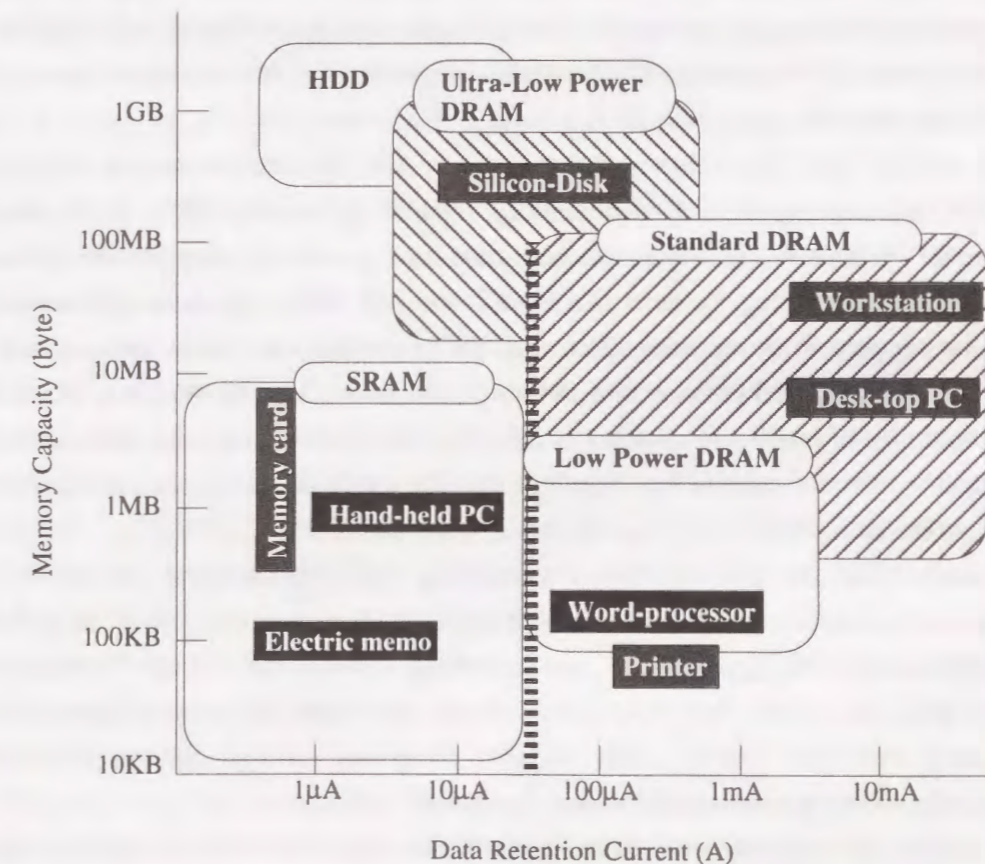 HDD
Ultra-Low Power
DRAM
1GB
Silicon-Disk
100MB
Standard DRAM
Workstation
10MB
SRAM
Desk-top PC
Memory card
Low Power DRAM
Memory Capacity (byte)
1MB
Hand-held PC
Word-processor
100KB
Electric memo
Printer
10KB
1μA
10μA
100μA
1mA
10mA
Data Retention Current (A)